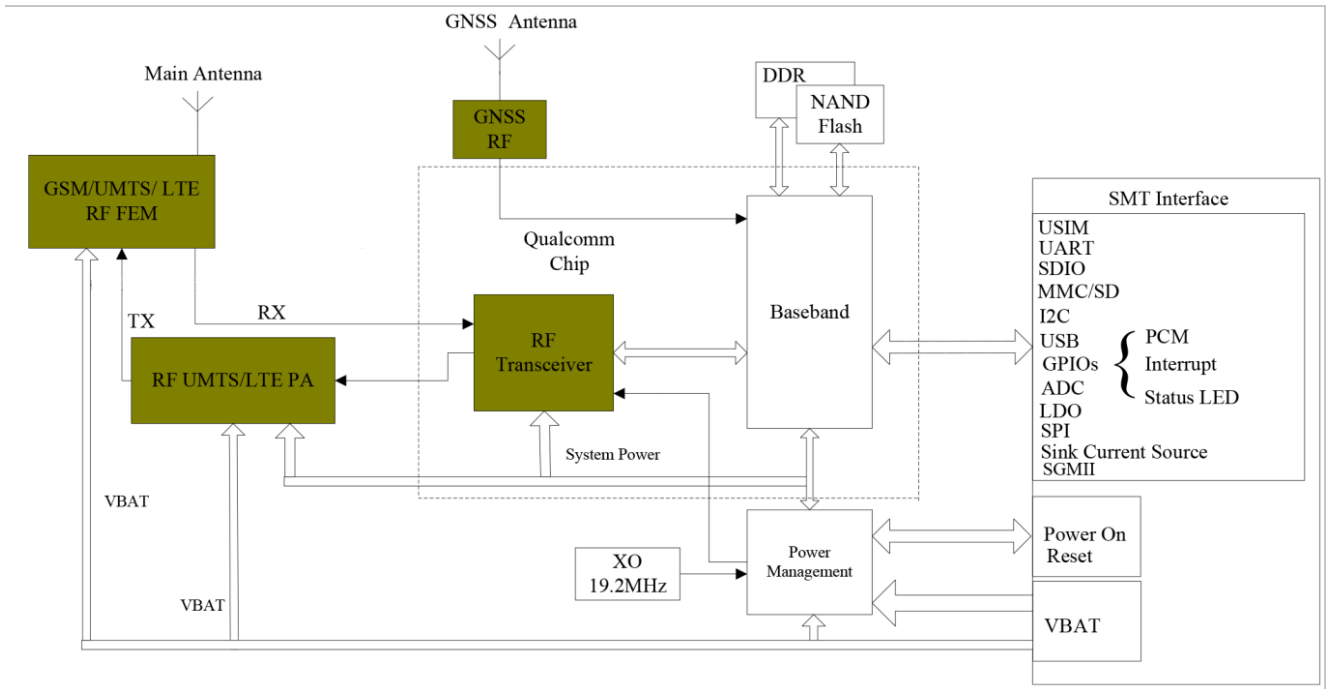 GNSS Antenna
Main Antenna
DDR
NAND
Flash
GNSS
RF
GSM/UMTS/ LTE
RF FEM
SMT Interface
USIM
UART
SDIO
MMC/SD
I2C
USB
GPIOs
ADC
LDO
SPI
Sink Current Source
SGMII
PCM
Interrupt
Status LED
Qualcomm
Chip
Baseband
TX
RX
RF
Transceiver
RF UMTS/LTE PA
System Power
VBAT
VBAT
XO
19.2MHz
Power
Management
Power On
Reset
VBAT